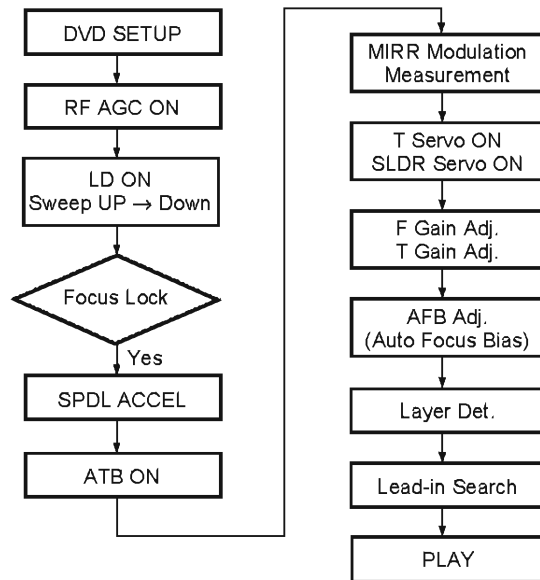 DVD SETUP
RF AGC ON
LD ON
Sweep UP → Down
Focus Lock
Yes
SPDL ACCEL
ATB ON
MIRR Modulation
Measurement
T Servo ON
SLDR Servo ON
F Gain Adj.
T Gain Adj.
AFB Adj.
(Auto Focus Bias)
Layer Det.
Lead-in Search
PLAY